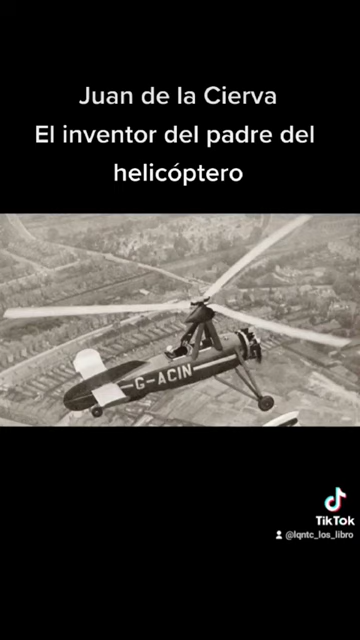 Juan de la Cierva
El inventor del padre del
helicóptero
G-ACIN
TikTok
@lqntc_los_libro